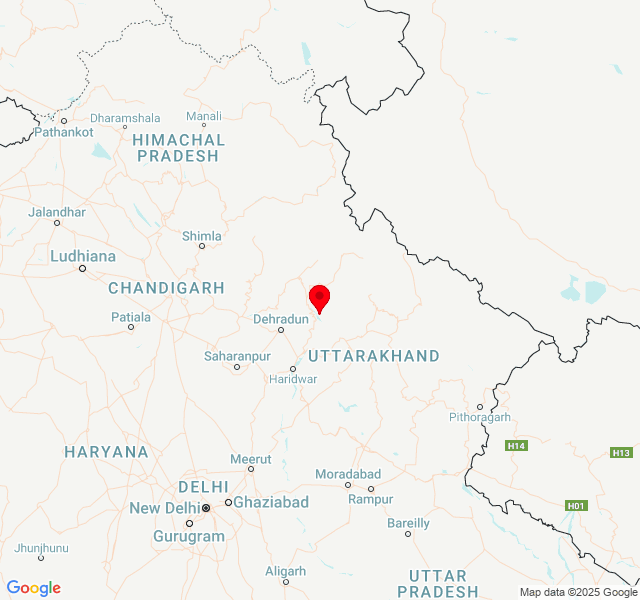 Manali
Dharamshala
Pathankot
HIMACHAL
PRADESH
Jalandhar
Shimla
Ludhiana
CHANDIGARH
Patiala
Dehradun
Saharanpur
UTTARAKHAND
Haridwar
Pithoragarh
H14
H13
HARYANA
Meerut
Moradabad
DELHI
Rampur
Ghaziabad
New Delhi
H01
Bareilly
Gurugram
Jhunjhunu
Aligarh
UTTAR
PRADESH
Google
Map data ©2025 Google